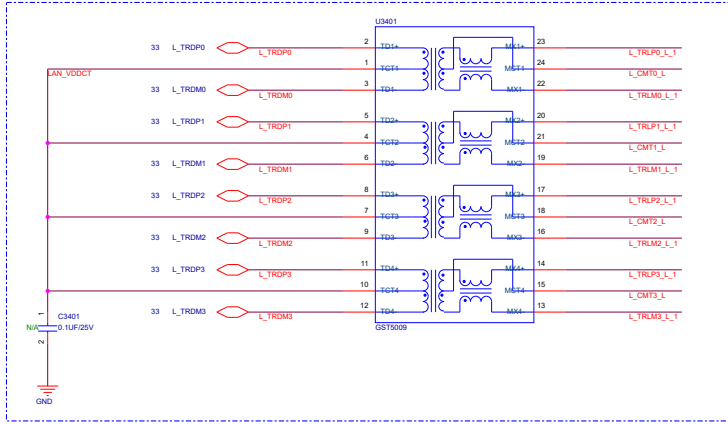 U3401
33 L_TRDP0 L_TRDP0 2 TD1+ MX1+ 23 L_TRLP0_L_1
LAN_VDDCT 1 TCT1 MST1 24 L_CMT0_L
33 L_TRDM0 L_TRDM0 3 TD1- MX1- 22 L_TRLM0_L_1
33 L_TRDP1 L_TRDP1 5 TD2+ MX2+ 20 L_TRLP1_L_1
4 TCT2 MST2 21 L_CMT1_L
33 L_TRDM1 L_TRDM1 6 TD2- MX2- 19 L_TRLM1_L_1
33 L_TRDP2 L_TRDP2 8 TD3+ MX3+ 17 L_TRLP2_L_1
7 TCT3 MST3 18 L_CMT2_L
33 L_TRDM2 L_TRDM2 9 TD3- MX3- 16 L_TRLM2_L_1
33 L_TRDP3 L_TRDP3 11 TD4+ MX4+ 14 L_TRLP3_L_1
10 TCT4 MST4 15 L_CMT3_L
33 L_TRDM3 L_TRDM3 12 TD4- MX4- 13 L_TRLM3_L_1
GST5009
1
C3401
N/A 0.1UF/25V
2
GND